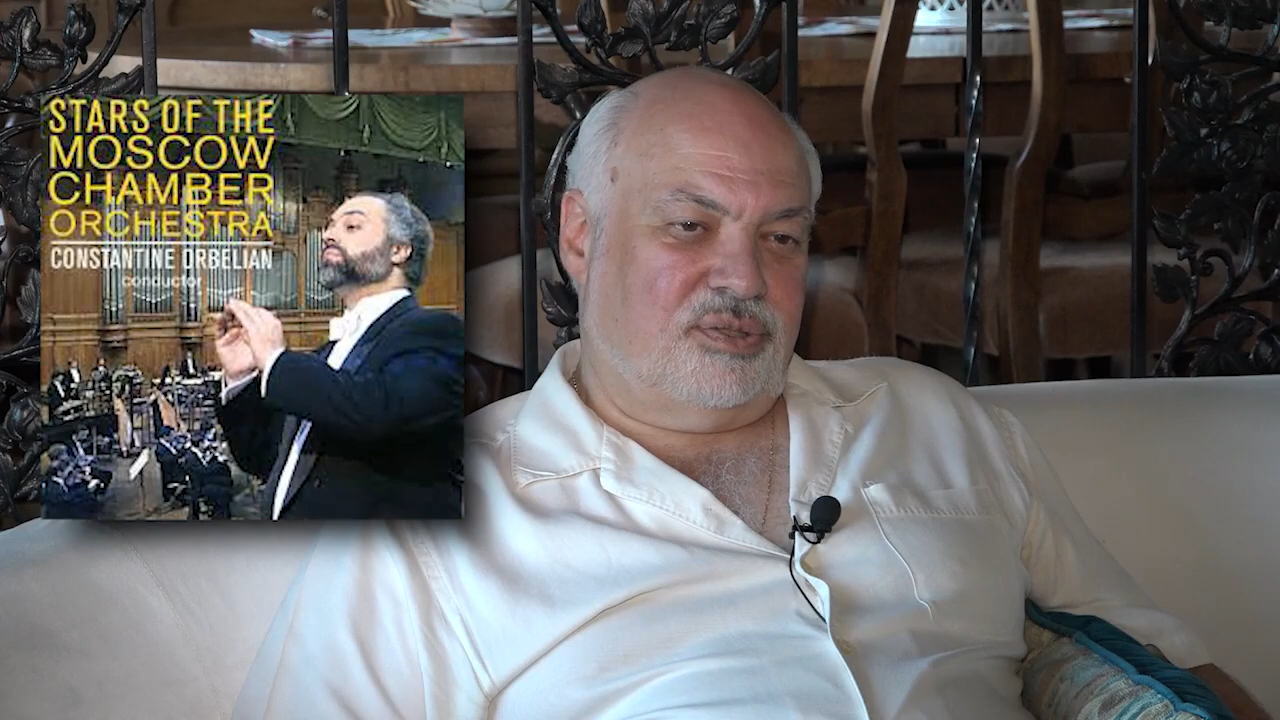 STARS OF THE
MOSCOW
CHAMBER
ORCHESTRA
CONSTANTINE ORBELIAN
conductor